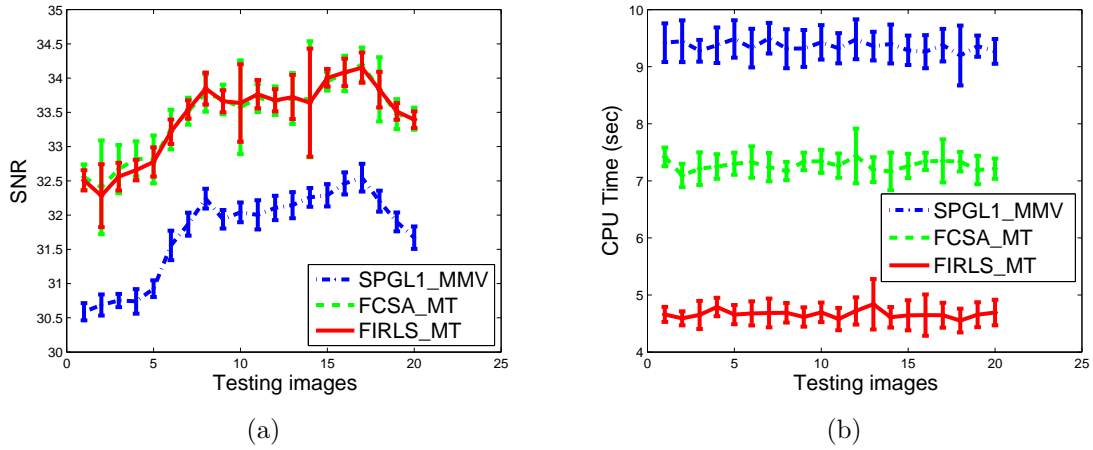 35
34.5
34
33.5
33
32.5
32
31.5
31
30.5
30
0 5 10 15 20 25
SNR
Testing images
SPGL1_MMV
FCSA_MT
FIRLS_MT
(a)
10
9
8
7
6
5
4
0 5 10 15 20 25
CPU Time (sec)
Testing images
SPGL1_MMV
FCSA_MT
FIRLS_MT
(b)